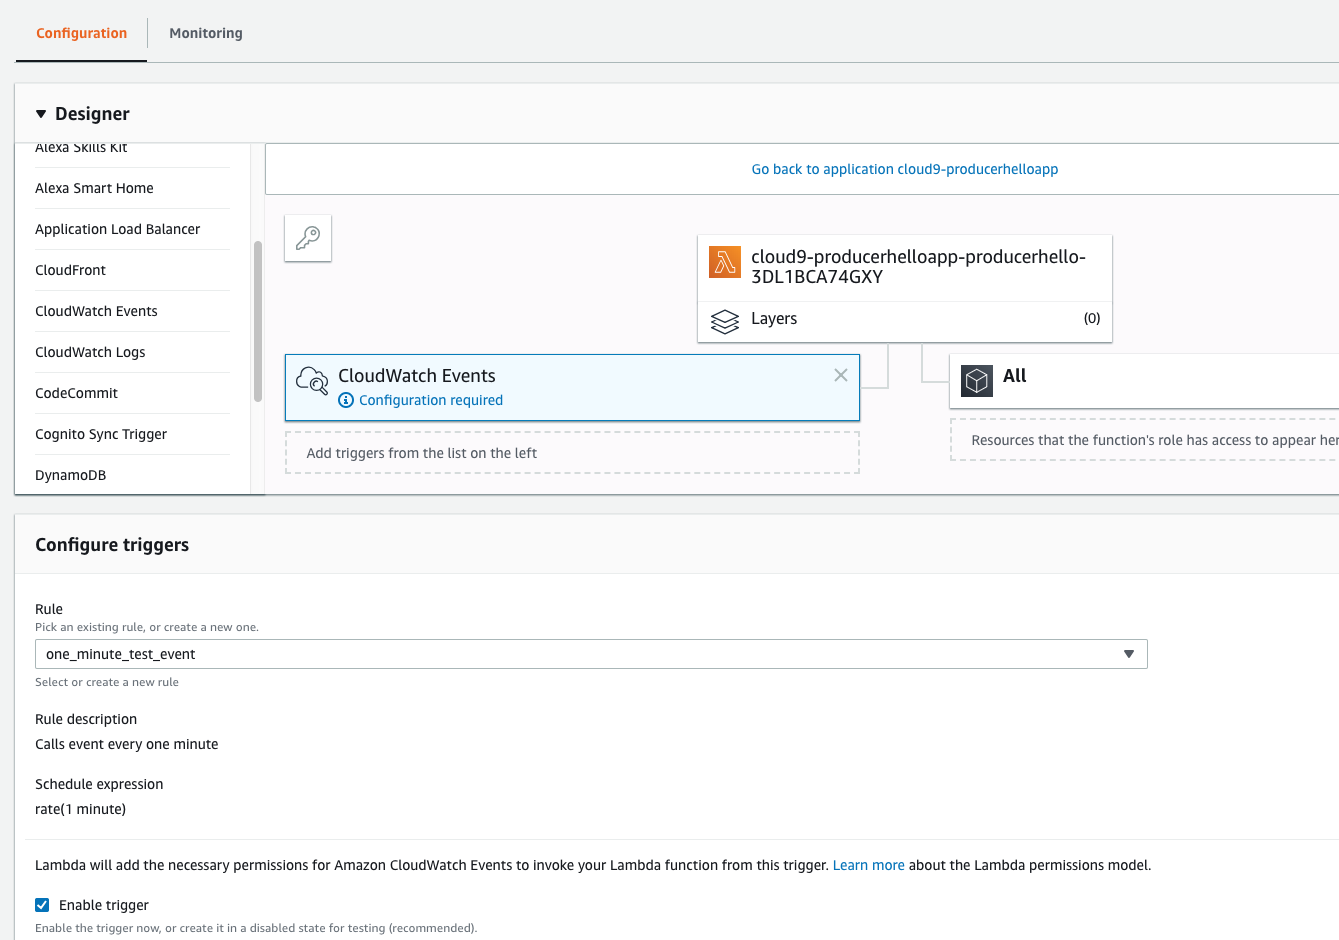 Configuration
Monitoring
Designer
Alexa Skills Kit
Alexa Smart Home
Application Load Balancer
CloudFront
CloudWatch Events
CloudWatch Logs
CodeCommit
Cognito Sync Trigger
DynamoDB
Go back to application cloud9-producerhelloapp
cloud9-producerhelloapp-producerhello-
3DL1BCA74GXY
Layers (0)
CloudWatch Events
Configuration required
Add triggers from the list on the left
All
Resources that the function's role has access to appear her
Configure triggers
Rule
Pick an existing rule, or create a new one.
one_minute_test_event
Select or create a new rule
Rule description
Calls event every one minute
Schedule expression
rate(1 minute)
Lambda will add the necessary permissions for Amazon CloudWatch Events to invoke your Lambda function from this trigger. Learn more about the Lambda permissions model.
Enable trigger
Enable the trigger now, or create it in a disabled state for testing (recommended).